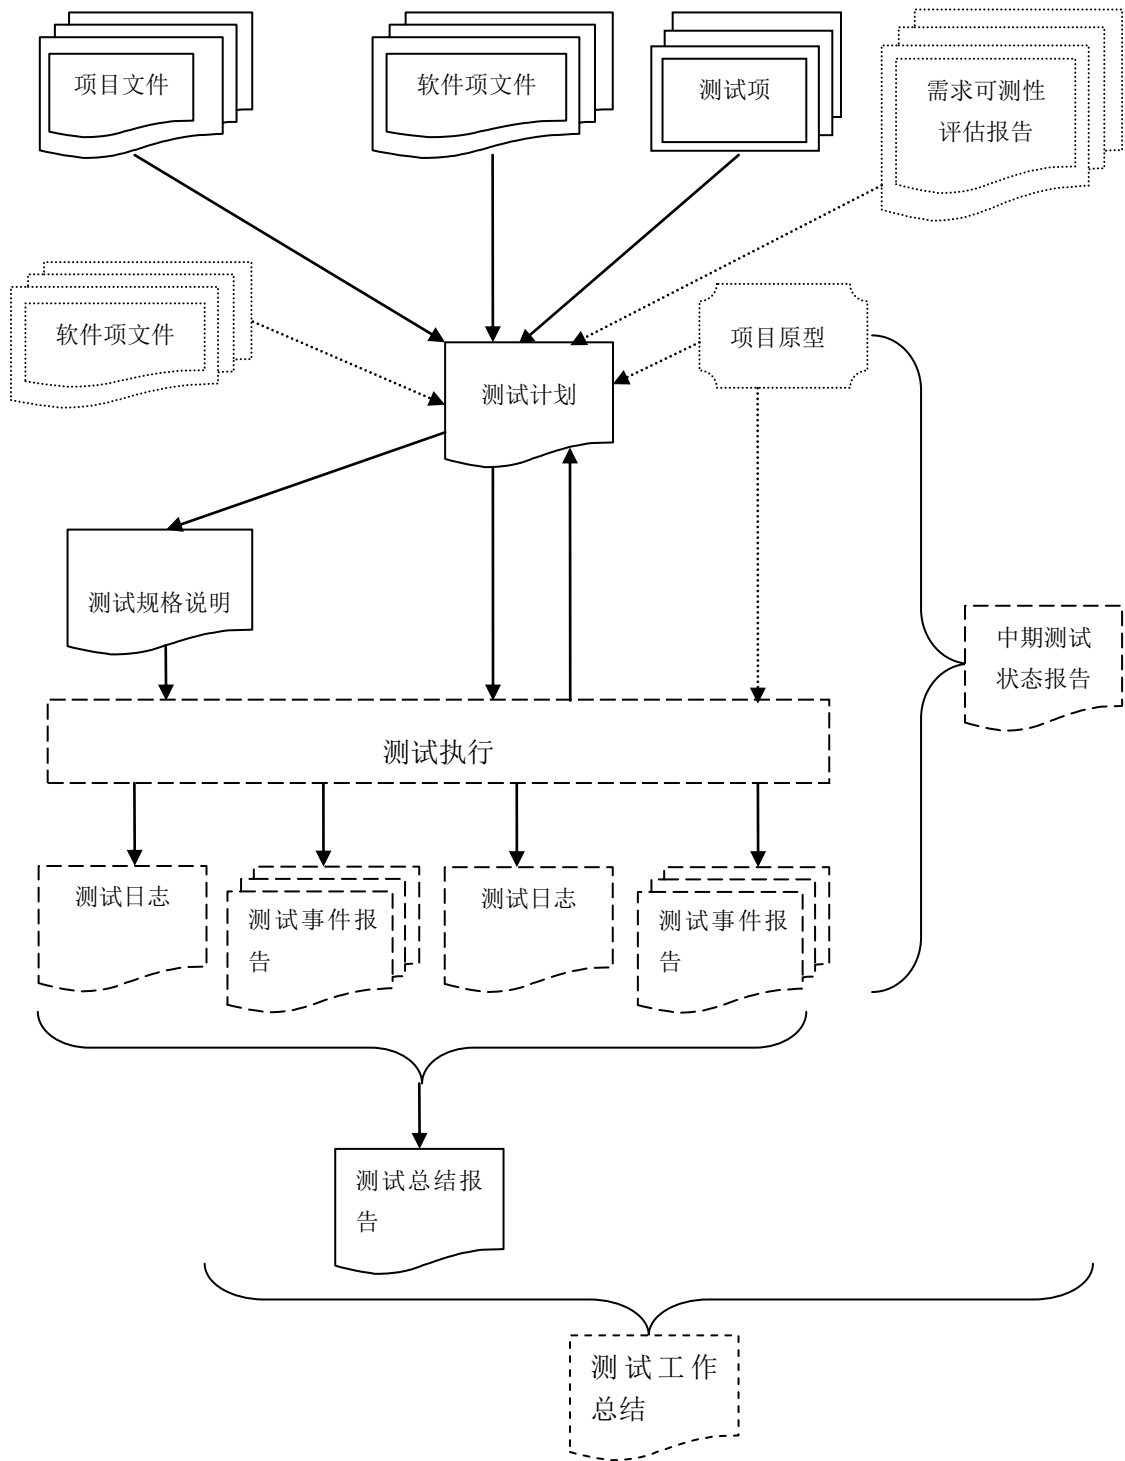 项目文件
软件项文件
测试项
需求可测性
评估报告
软件项文件
项目原型
测试计划
测试规格说明
中期测试
状态报告
测试执行
测试日志
测试事件报
告
测试日志
测试事件报
告
测试总结报
告
测试工作
总结